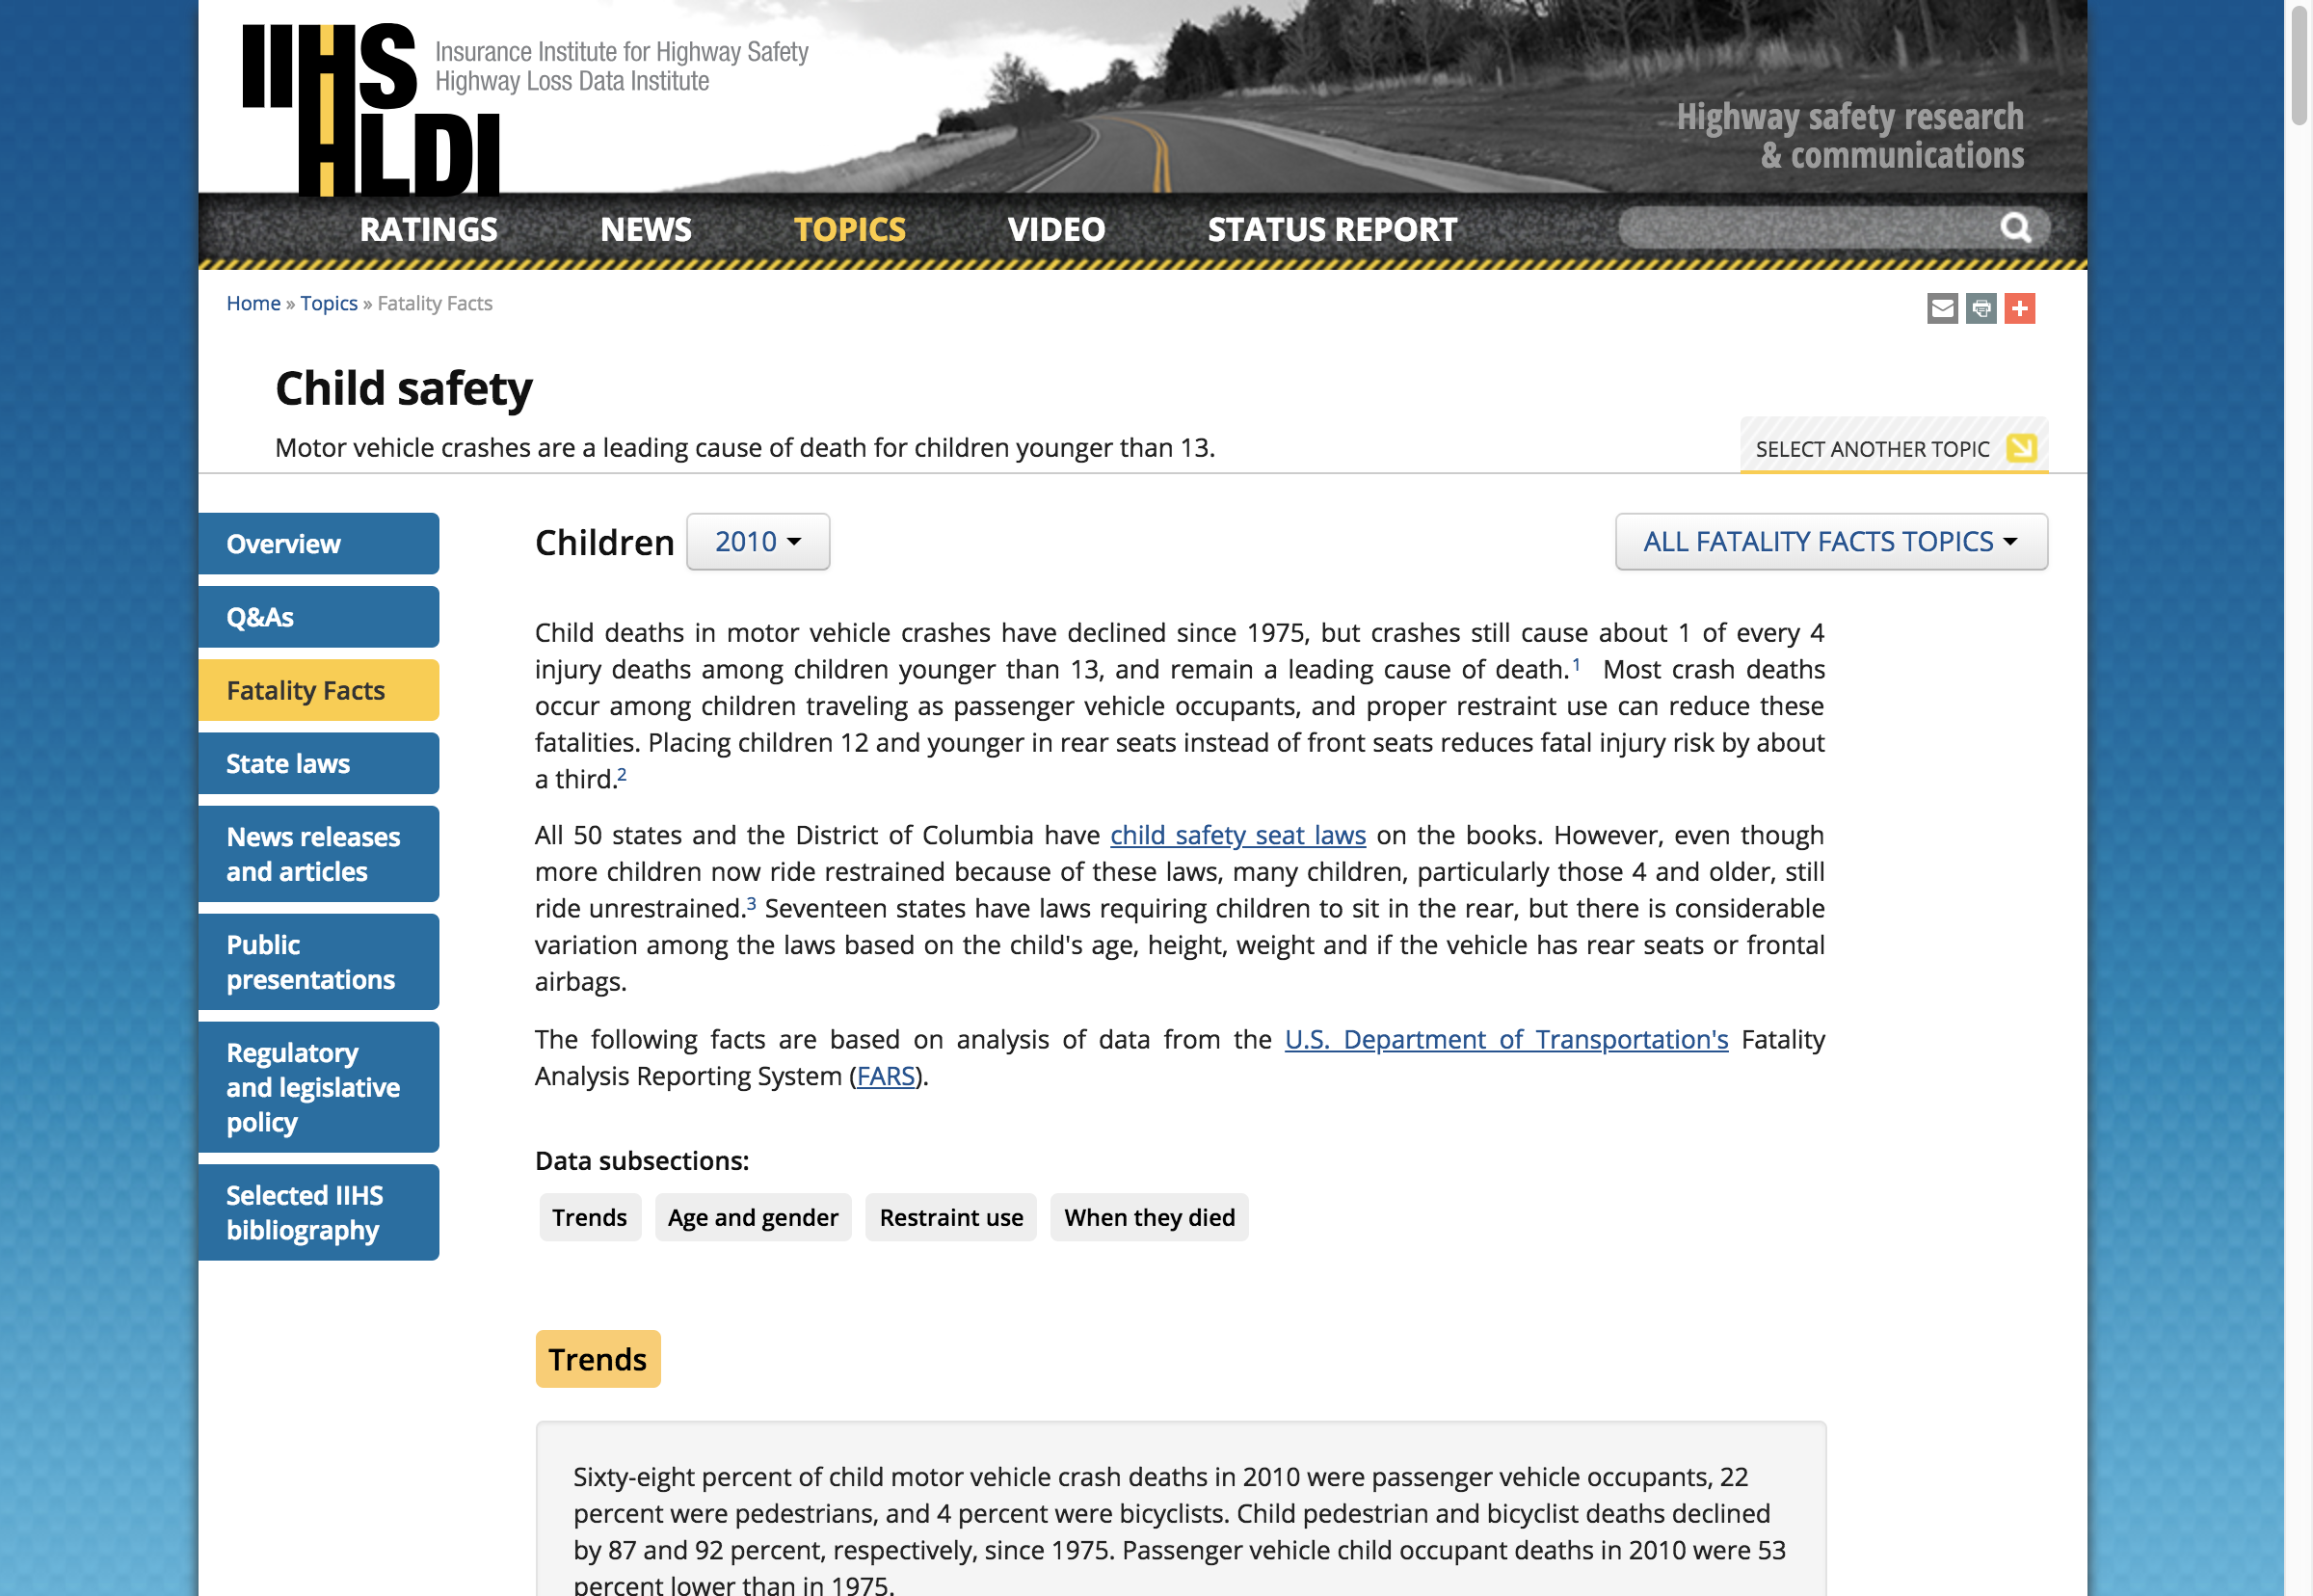 IIHS
HLDI
Insurance Institute for Highway Safety
Highway Loss Data Institute
Highway safety research
& communications
RATINGS NEWS TOPICS VIDEO STATUS REPORT
Home » Topics » Fatality Facts
Child safety
Motor vehicle crashes are a leading cause of death for children younger than 13.
SELECT ANOTHER TOPIC
Overview
Q&As
Fatality Facts
State laws
News releases
and articles
Public
presentations
Regulatory
and legislative
policy
Selected IIHS
bibliography
Children 2010
ALL FATALITY FACTS TOPICS
Child deaths in motor vehicle crashes have declined since 1975, but crashes still cause about 1 of every 4
injury deaths among children younger than 13, and remain a leading cause of death.1 Most crash deaths
occur among children traveling as passenger vehicle occupants, and proper restraint use can reduce these
fatalities. Placing children 12 and younger in rear seats instead of front seats reduces fatal injury risk by about
a third.2
All 50 states and the District of Columbia have child safety seat laws on the books. However, even though
more children now ride restrained because of these laws, many children, particularly those 4 and older, still
ride unrestrained.3 Seventeen states have laws requiring children to sit in the rear, but there is considerable
variation among the laws based on the child's age, height, weight and if the vehicle has rear seats or frontal
airbags.
The following facts are based on analysis of data from the U.S. Department of Transportation's Fatality
Analysis Reporting System (FARS).
Data subsections:
Trends Age and gender Restraint use When they died
Trends
Sixty-eight percent of child motor vehicle crash deaths in 2010 were passenger vehicle occupants, 22
percent were pedestrians, and 4 percent were bicyclists. Child pedestrian and bicyclist deaths declined
by 87 and 92 percent, respectively, since 1975. Passenger vehicle child occupant deaths in 2010 were 53
percent lower than in 1975.